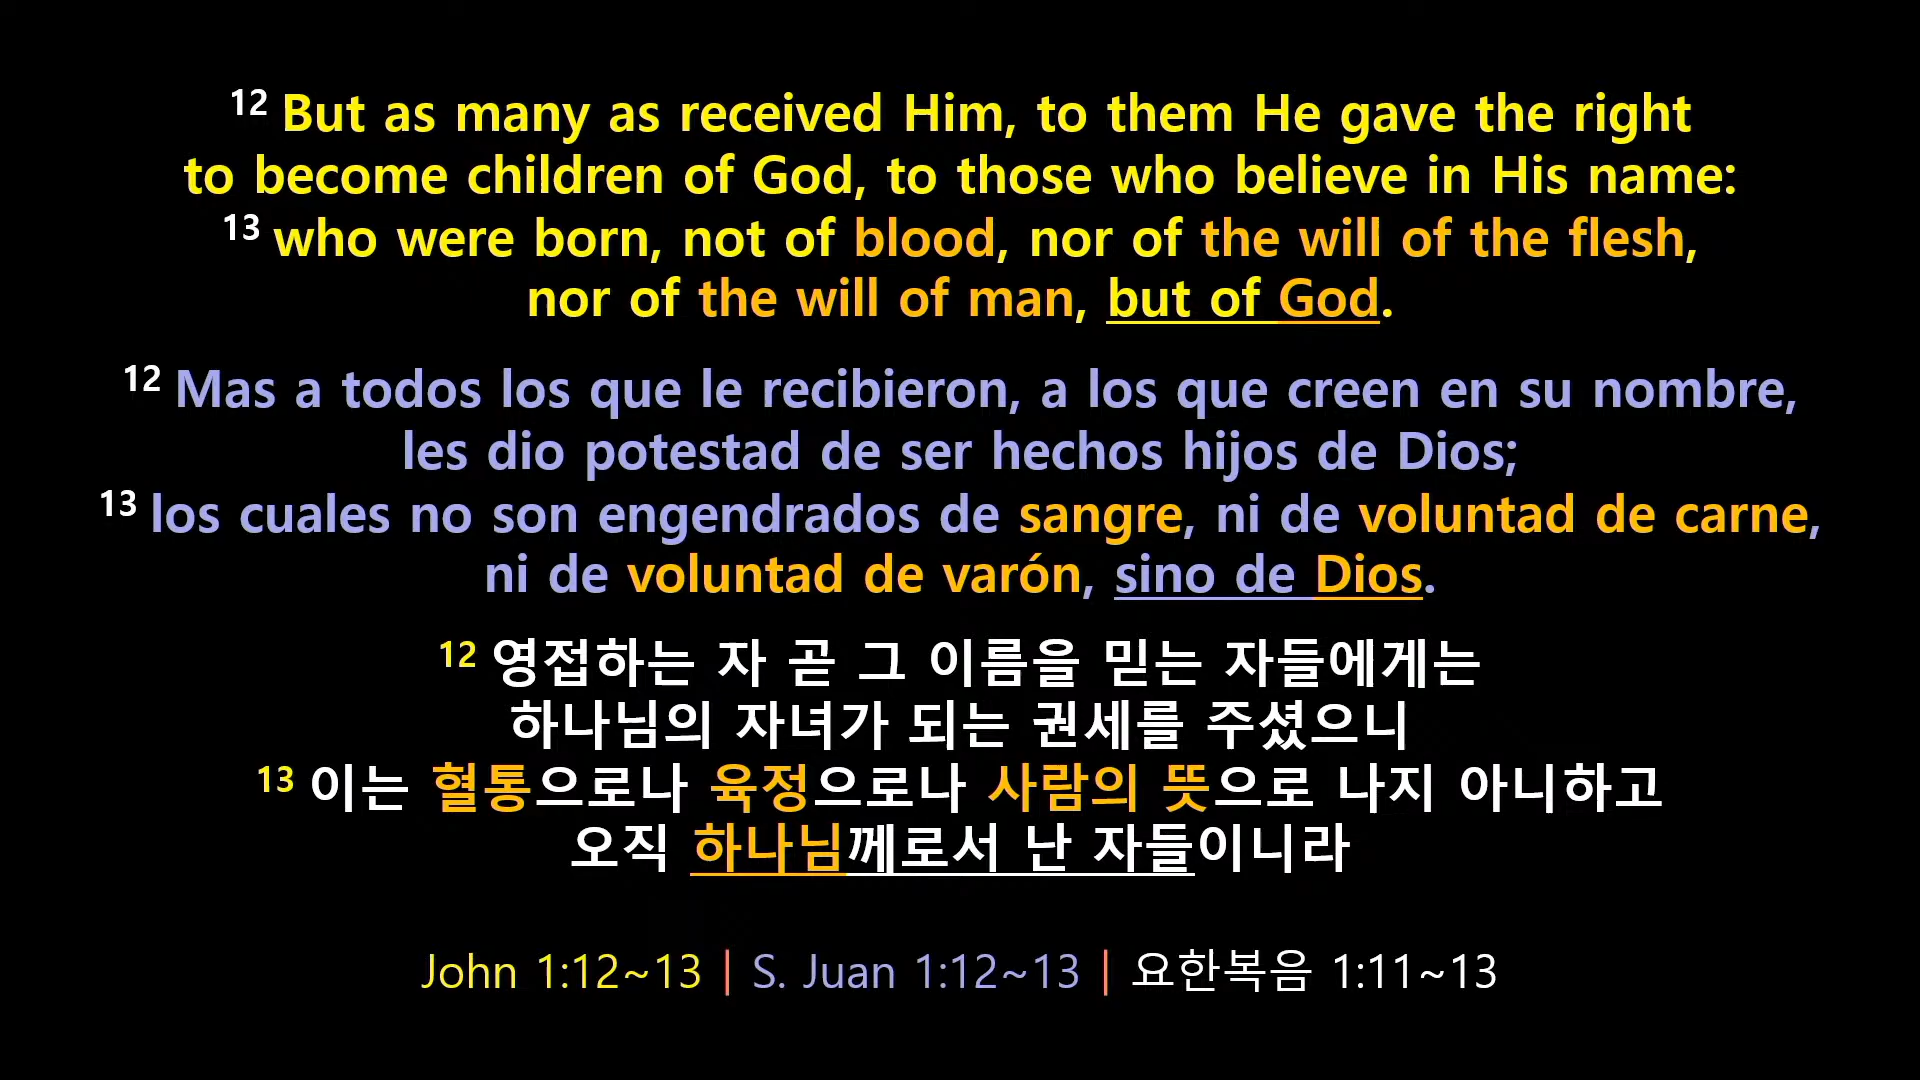 12 But as many as received Him, to them He gave the right
to become children of God, to those who believe in His name:
13 who were born, not of blood, nor of the will of the flesh,
nor of the will of man, but of God.
12 Mas a todos los que le recibieron, a los que creen en su nombre,
les dio potestad de ser hechos hijos de Dios;
13 los cuales no son engendrados de sangre, ni de voluntad de carne,
ni de voluntad de varón, sino de Dios.
12 영접하는 자 곧 그 이름을 믿는 자들에게는
하나님의 자녀가 되는 권세를 주셨으니
13 이는 혈통으로나 육정으로나 사람의 뜻으로 나지 아니하고
오직 하나님께로서 난 자들이니라
John 1:12~13 | S. Juan 1:12~13 | 요한복음 1:11~13